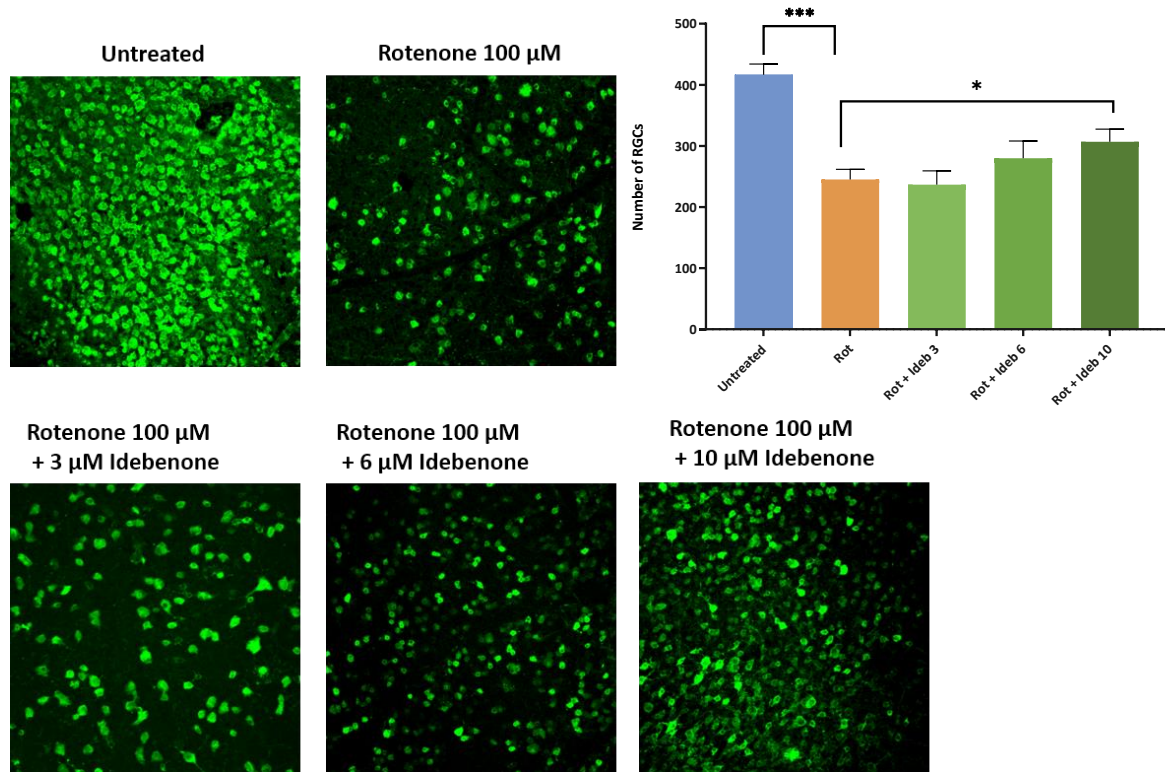 Untreated
Rotenone 100 µM
500
400
300
200
100
0
Number of RGCs
***
*
Untreated
Rot
Rot + Ideb 3
Rot + Ideb 6
Rot + Ideb 10
Rotenone 100 µM
+ 3 µM Idebenone
Rotenone 100 µM
+ 6 µM Idebenone
Rotenone 100 µM
+ 10 µM Idebenone